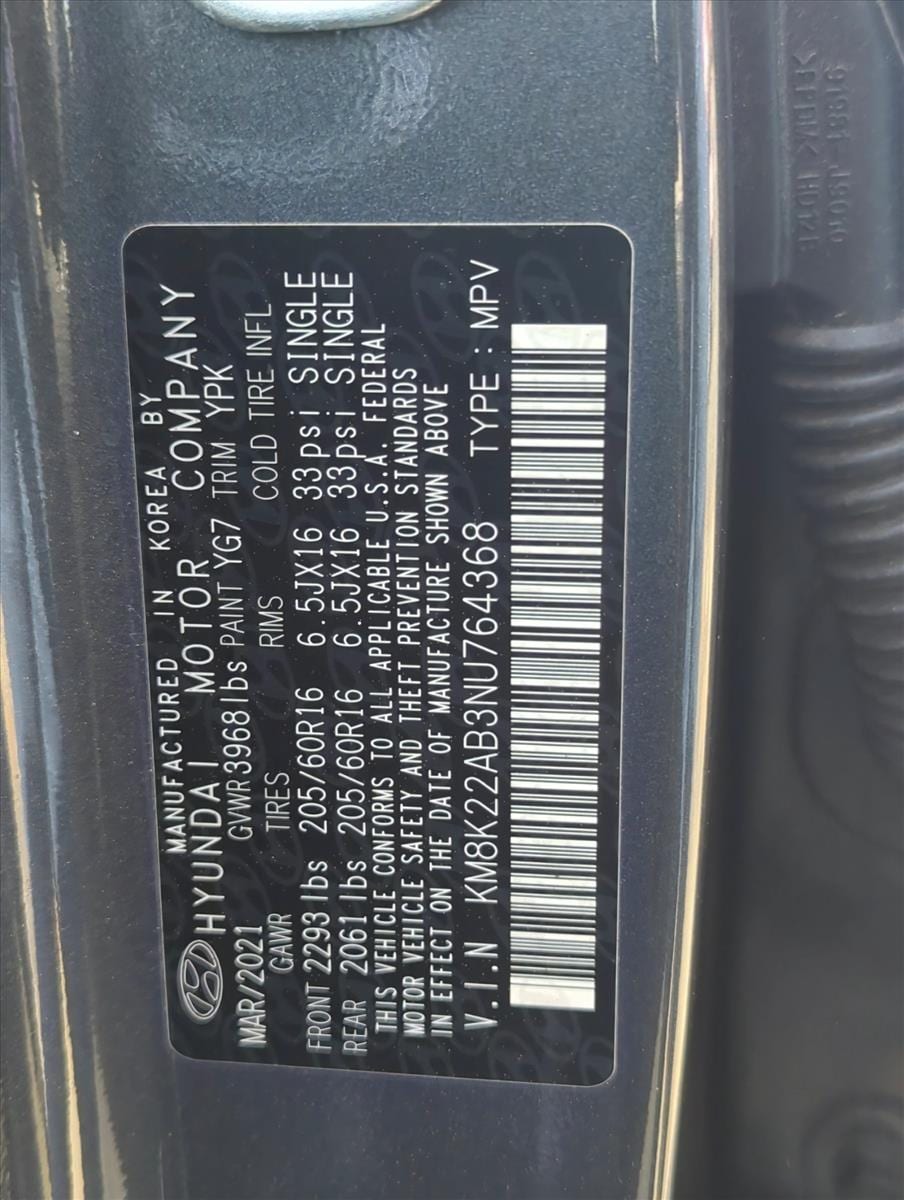 MANUFACTURED IN KOREA BY
HYUNDAI MOTOR COMPANY
GVWR 3968 lbs PAINT YG7 TRIM YPK
MAR/2021
GAWR TIRES RIMS COLD TIRE INFL
FRONT 2293 lbs 205/60R16 6.5JX16 33psi SINGLE
REAR 2061 lbs 205/60R16 6.5JX16 33psi SINGLE
THIS VEHICLE CONFORMS TO ALL APPLICABLE U.S.A. FEDERAL
MOTOR VEHICLE SAFETY AND THEFT PREVENTION STANDARDS
IN EFFECT ON THE DATE OF MANUFACTURE SHOWN ABOVE
V.I.N KM8K22AB3NU764368 TYPE : MPV